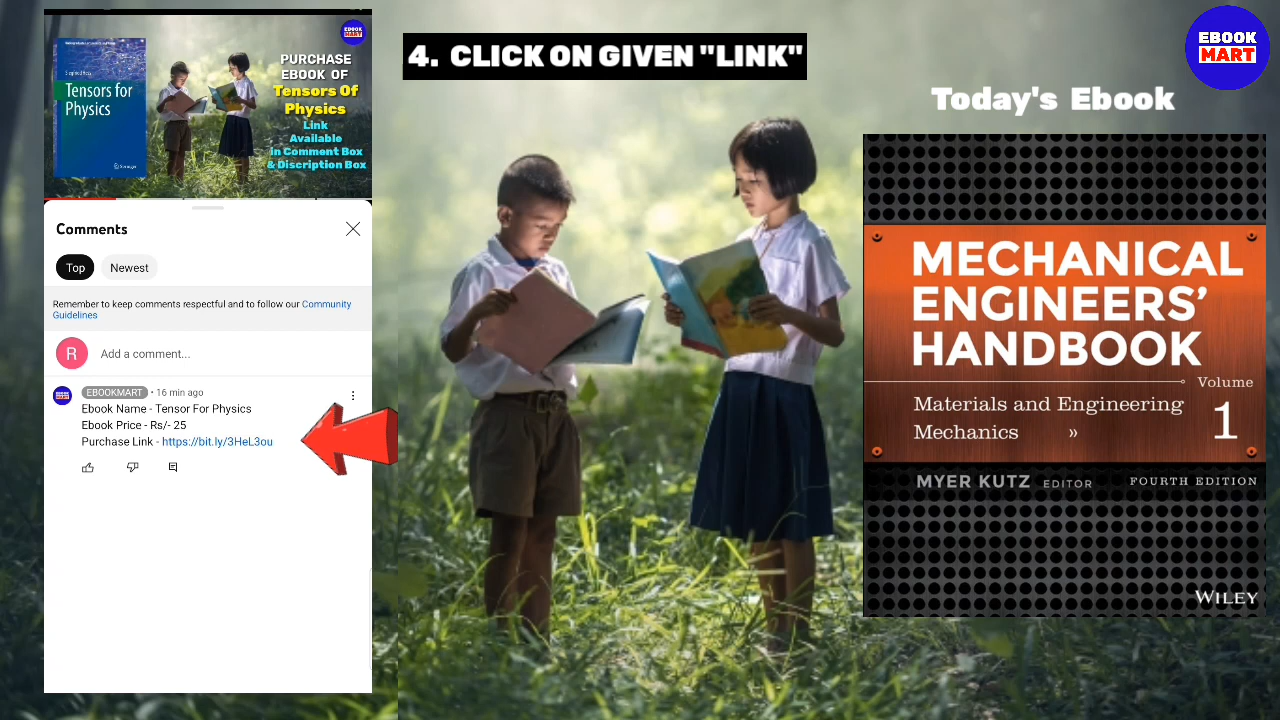 EBOOK
MART
PURCHASE
EBOOK OF
Tensors Of
Physics
Link
Available
in Comment Box
& Discription Box
Tensors for
Physics
Springer
Comments
Top
Newest
Remember to keep comments respectful and to follow our Community
Guidelines
R
Add a comment...
EBOOKMART • 16 min ago
Ebook Name - Tensor For Physics
Ebook Price - Rs/- 25
Purchase Link - https://bit.ly/3HeL3ou
4. CLICK ON GIVEN "LINK"
EBOOK
MART
Today's Ebook
MECHANICAL
ENGINEERS’
HANDBOOK
Volume
1
Materials and Engineering
Mechanics »
MYER KUTZ EDITOR
FOURTH EDITION
WILEY